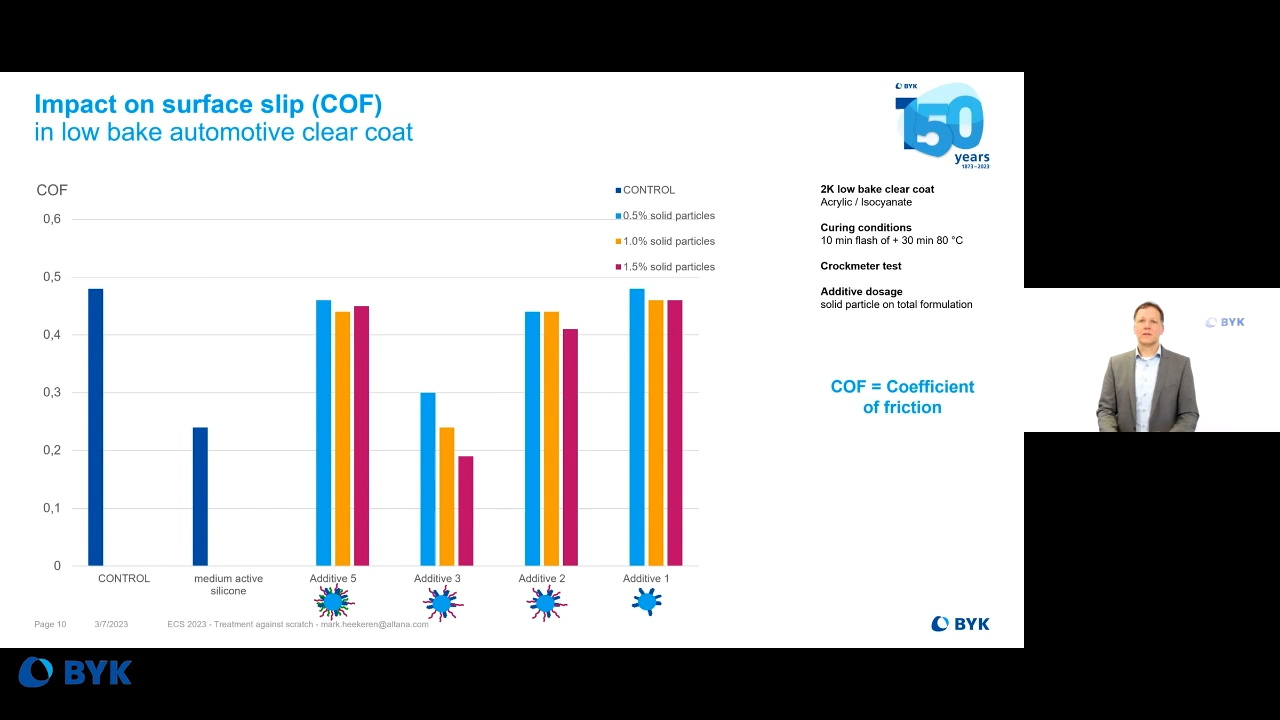 Impact on surface slip (COF)
in low bake automotive clear coat
BYK
150
years
1873–2023
COF
0,6
0,5
0,4
0,3
0,2
0,1
0
CONTROL
0.5% solid particles
1.0% solid particles
1.5% solid particles
CONTROL
medium active
silicone
Additive 5
Additive 3
Additive 2
Additive 1
2K low bake clear coat
Acrylic / Isocyanate
Curing conditions
10 min flash of + 30 min 80 °C
Crockmeter test
Additive dosage
solid particle on total formulation
COF = Coefficient
of friction
Page 10
3/7/2023
ECS 2023 - Treatment against scratch - mark.heekeren@altana.com
BYK
BYK
BYK